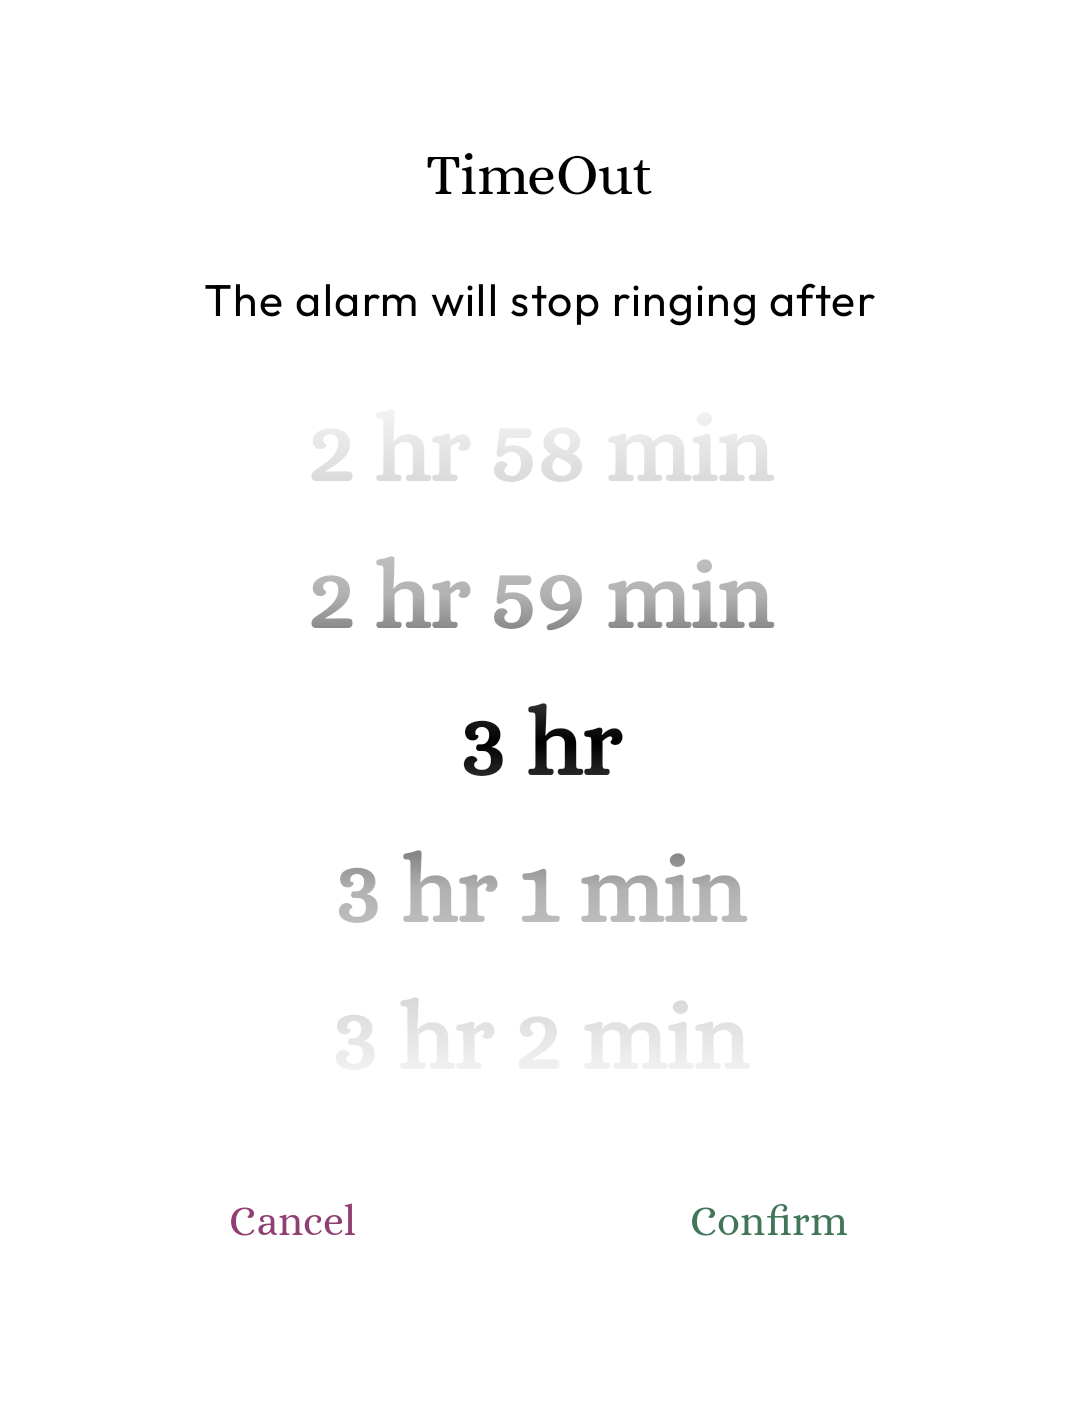 TimeOut
The alarm will stop ringing after
2 hr 58 min
2 hr 59 min
3 hr
3 hr 1 min
3 hr 2 min
Cancel Confirm